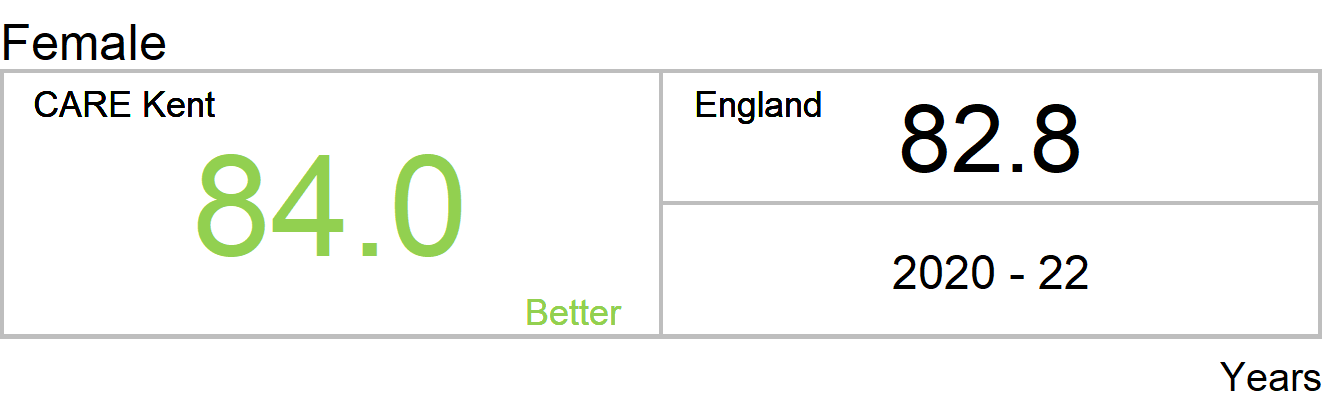 Female
CARE Kent
84.0
Better
England
82.8
2020 - 22
Years